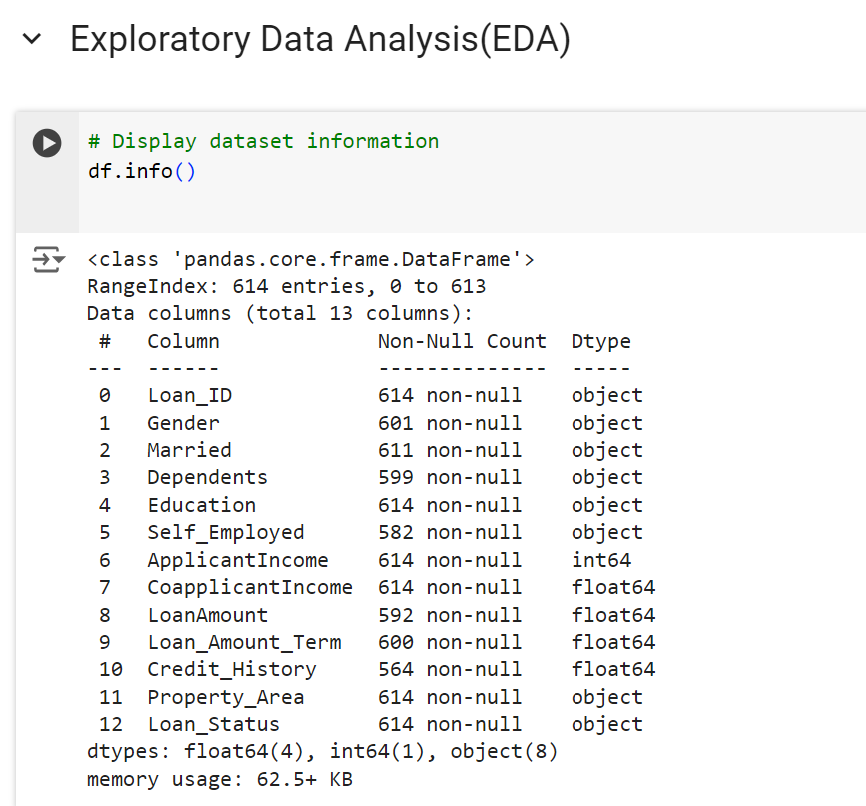 Exploratory Data Analysis(EDA)
# Display dataset information
df.info()
<class 'pandas.core.frame.DataFrame'>
RangeIndex: 614 entries, 0 to 613
Data columns (total 13 columns):
 #   Column             Non-Null Count  Dtype
---  ------             --------------  -----
 0   Loan_ID            614 non-null    object
 1   Gender             601 non-null    object
 2   Married            611 non-null    object
 3   Dependents         599 non-null    object
 4   Education          614 non-null    object
 5   Self_Employed      582 non-null    object
 6   ApplicantIncome    614 non-null    int64
 7   CoapplicantIncome  614 non-null    float64
 8   LoanAmount         592 non-null    float64
 9   Loan_Amount_Term   600 non-null    float64
 10  Credit_History     564 non-null    float64
 11  Property_Area      614 non-null    object
 12  Loan_Status        614 non-null    object
dtypes: float64(4), int64(1), object(8)
memory usage: 62.5+ KB